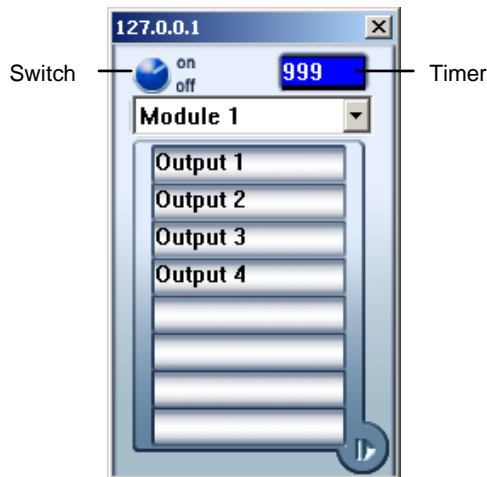 127.0.0.1
Switch
on
off
999
Timer
Module 1
Output 1
Output 2
Output 3
Output 4